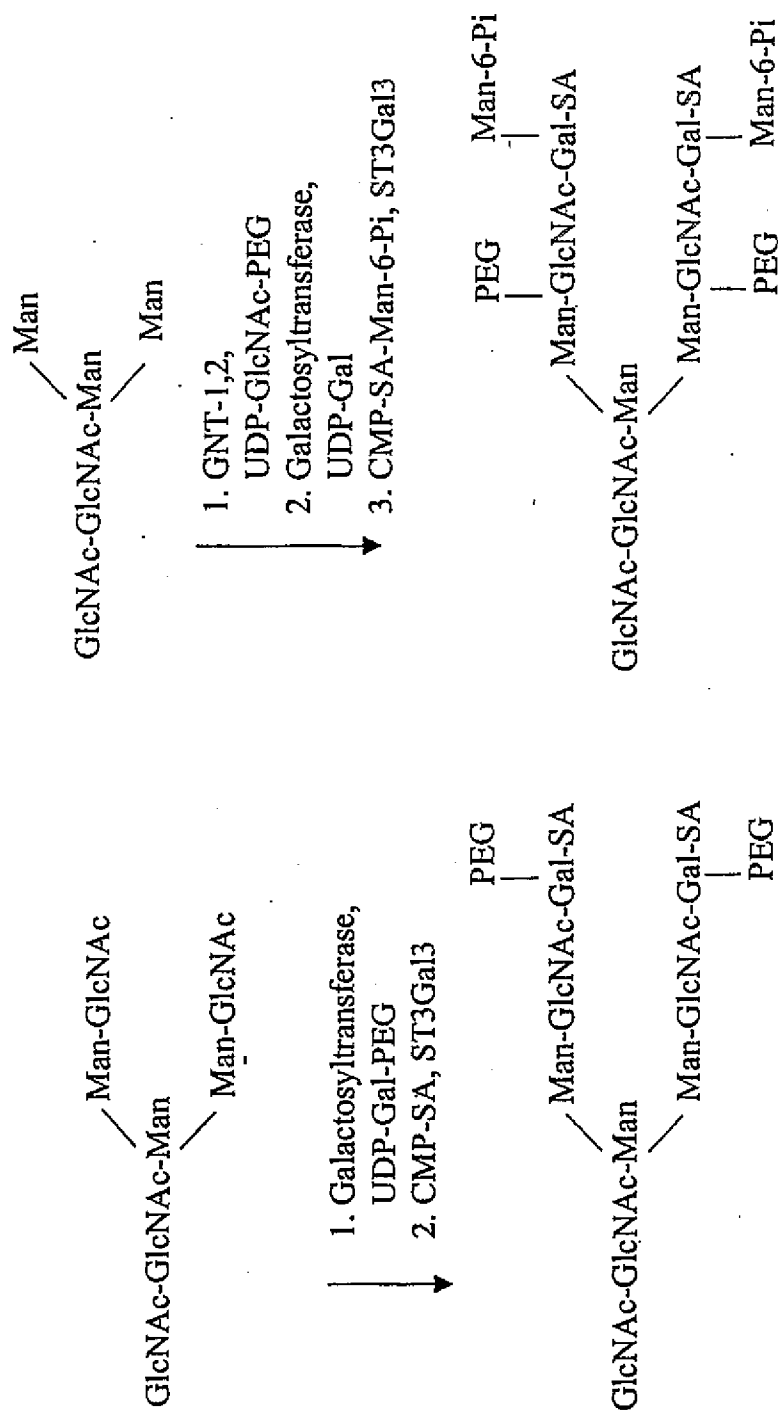 Man-GlcNAc
GlcNAc-GlcNAc-Man
Man-GlcNAc
1. Galactosyltransferase,
UDP-Gal-PEG
2. CMP-SA, ST3Gal3
PEG
Man-GlcNAc-Gal-SA
GlcNAc-GlcNAc-Man
Man-GlcNAc-Gal-SA
PEG
Man
GlcNAc-GlcNAc-Man
Man
1. GNT-1,2,
UDP-GlcNAc-PEG
2. Galactosyltransferase,
UDP-Gal
3. CMP-SA-Man-6-Pi, ST3Gal3
PEG Man-6-Pi
Man-GlcNAc-Gal-SA
GlcNAc-GlcNAc-Man
Man-GlcNAc-Gal-SA
PEG Man-6-Pi